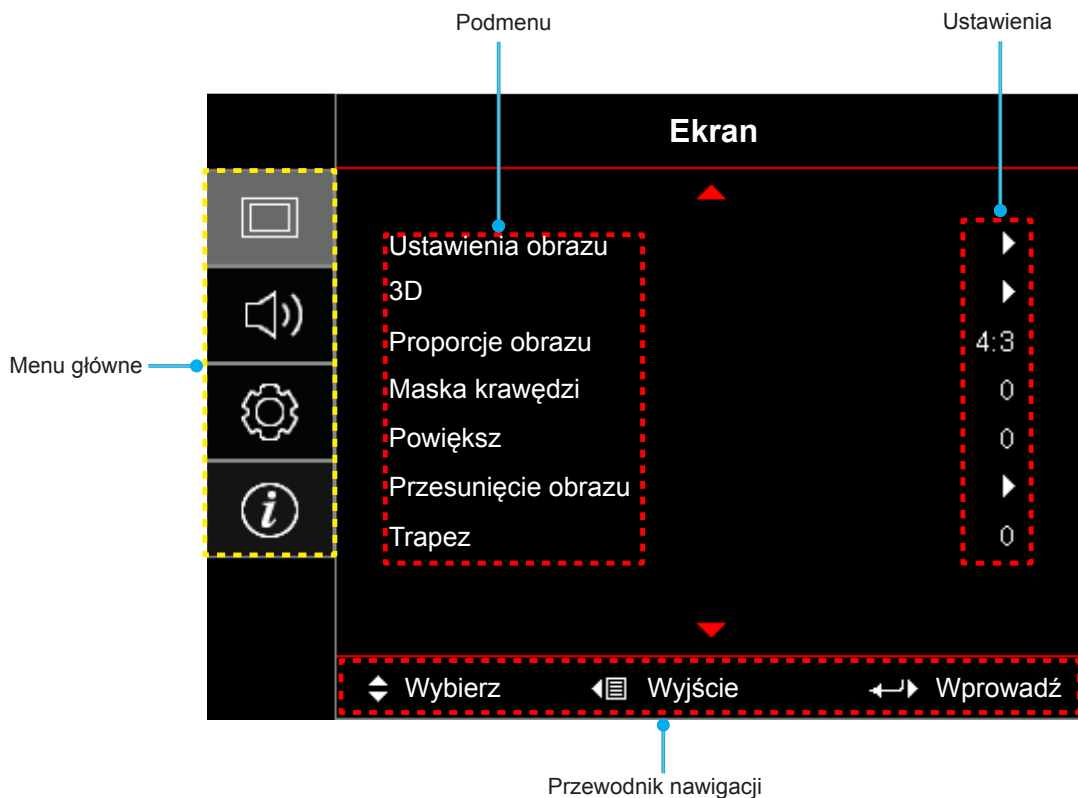 Podmenu
Ustawienia
Ekran
Ustawienia obrazu
3D
Proporcje obrazu 4:3
Menu główne
Maska krawędzi 0
Powiększ 0
Przesunięcie obrazu
Trapez 0
Wybierz Wyjście Wprowadź
Przewodnik nawigacji